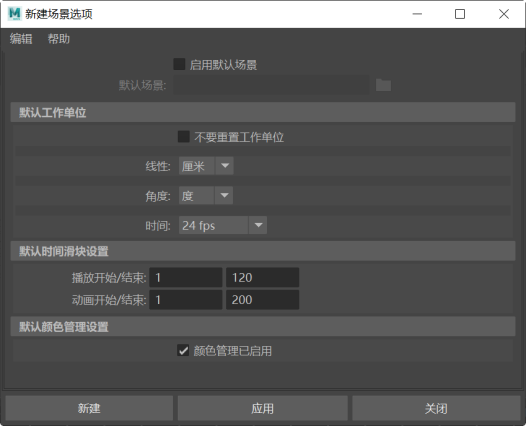 新建场景选项
编辑 帮助
启用默认场景
默认场景:
默认工作单位
不要重置工作单位
线性: 厘米
角度: 度
时间: 24 fps
默认时间滑块设置
播放开始/结束: 1 120
动画开始/结束: 1 200
默认颜色管理设置
颜色管理已启用
新建 应用 关闭